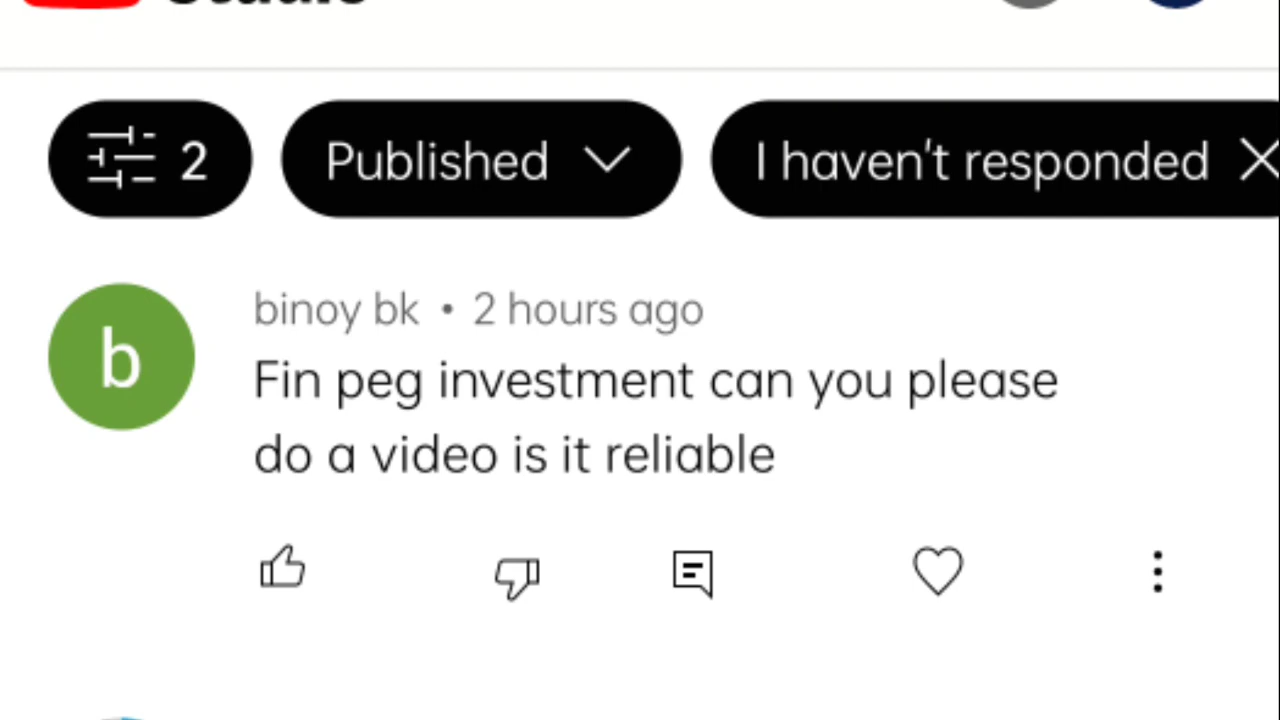 2
Published
I haven't responded
b
binoy bk • 2 hours ago
Fin peg investment can you please
do a video is it reliable